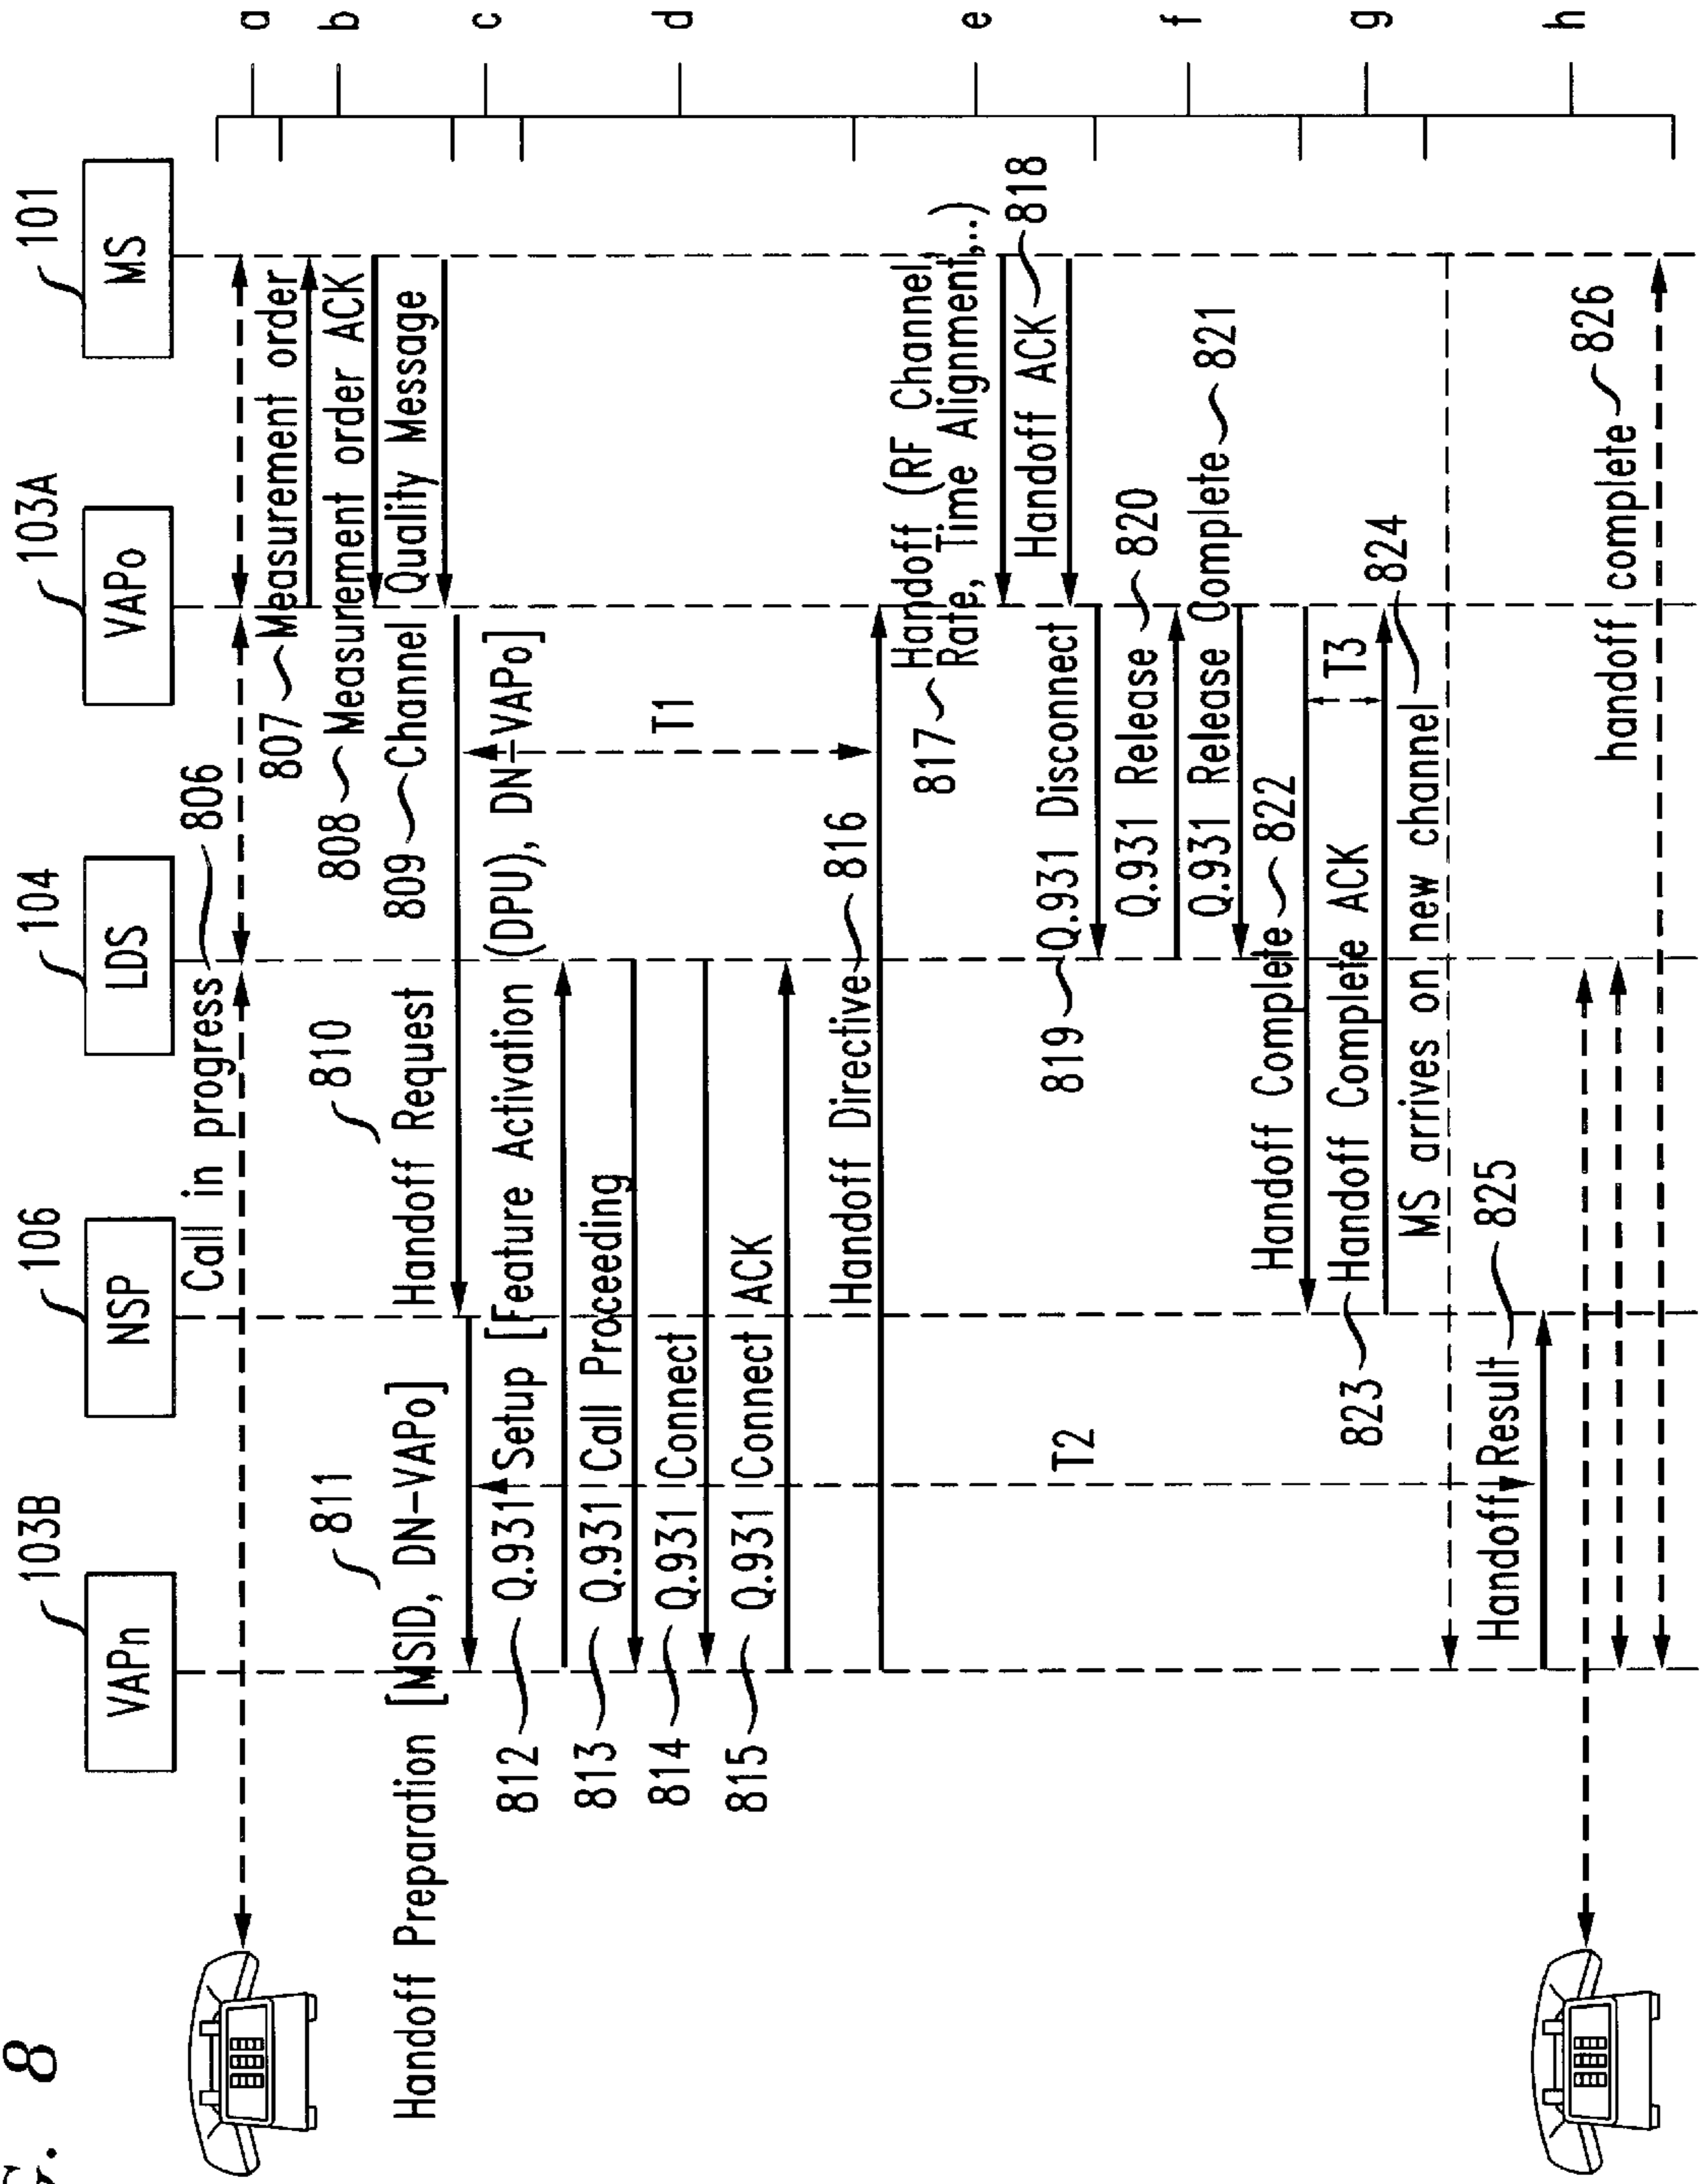 G. 8
103B
106
104
103A
101
VAPn
NSP
LDS
VAPo
MS
Call in progress 806
a
807 Measurement order
b
808 Measurement order ACK
809 Channel Quality Message
810
Handoff Request
811
Handoff Preparation [MSID, DN-VAPo]
c
812 Q.931 Setup [Feature Activation (DPU), DN-VAPo]
813 Q.931 Call Proceeding
T1
d
814 Q.931 Connect
815 Q.931 Connect ACK
Handoff Directive 816
817 Handoff (RF Channel,
Rate, Time Alignment,..)
e
Handoff ACK 818
819 Q.931 Disconnect
T2
Q.931 Release 820
f
Q.931 Release Complete 821
Handoff Complete 822
T3
823 Handoff Complete ACK
g
MS arrives on new channel 824
Handoff Result 825
h
handoff complete 826